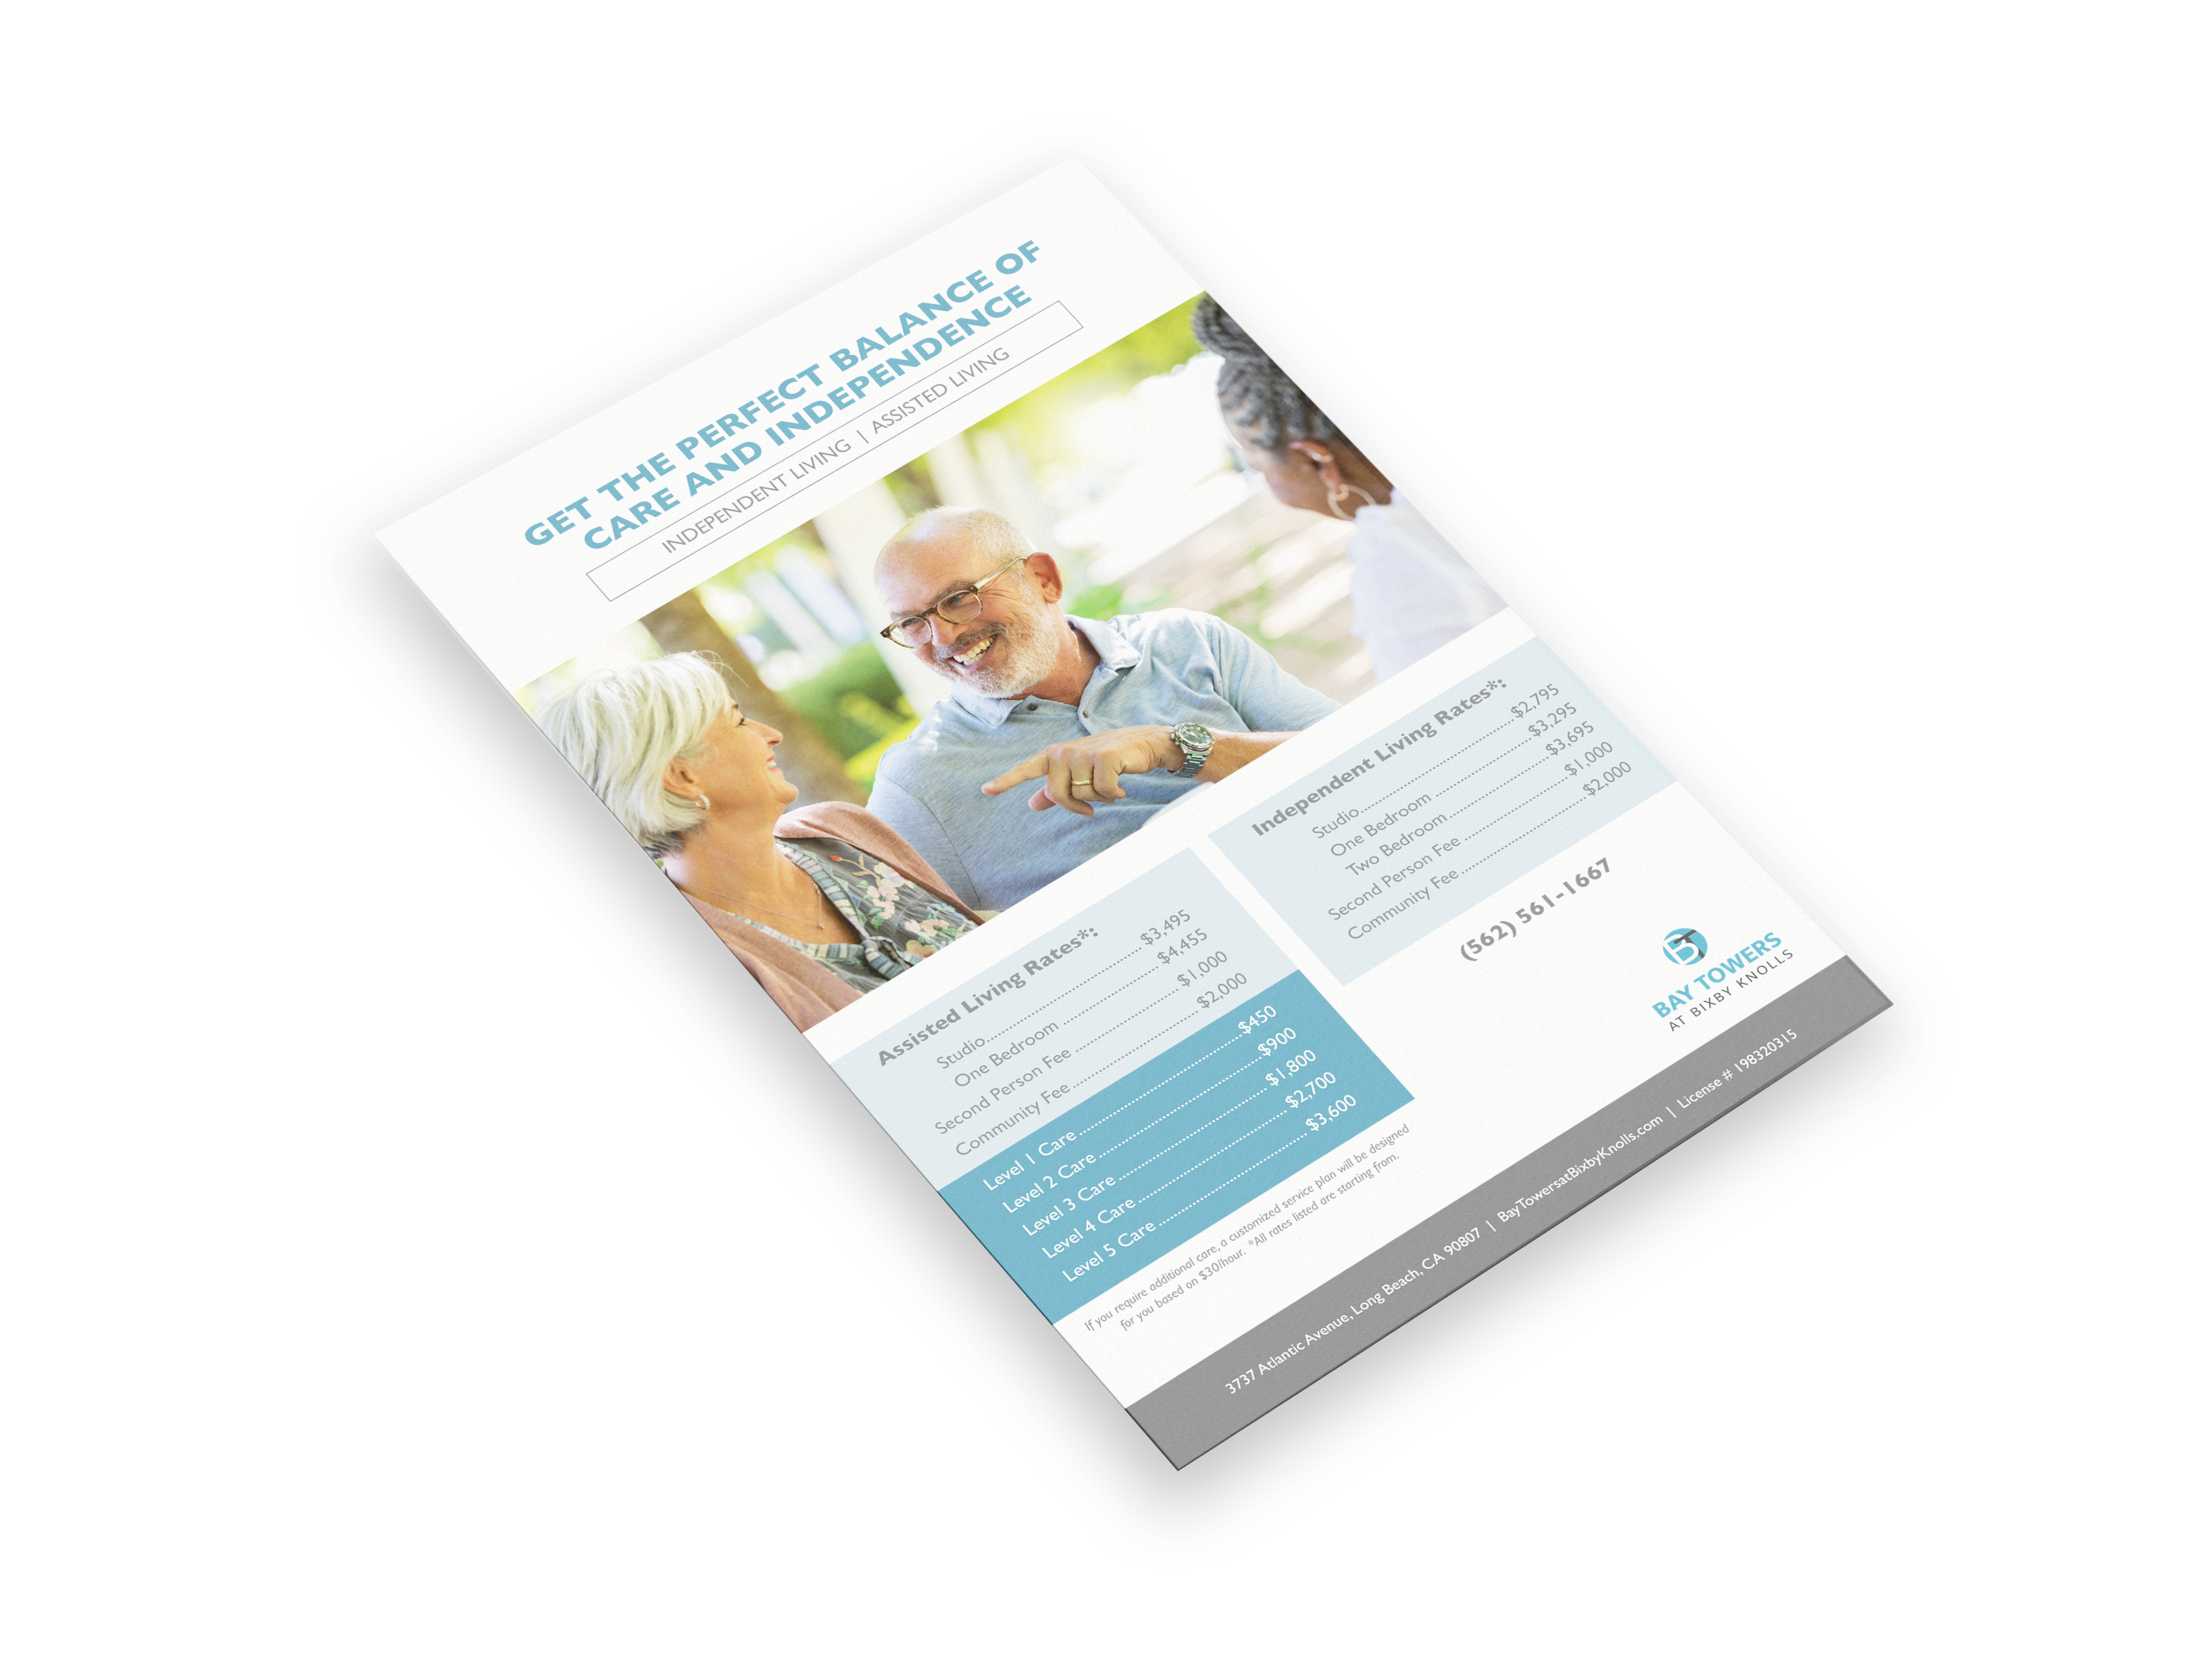 GET THE PERFECT BALANCE OF
CARE AND INDEPENDENCE
INDEPENDENT LIVING | ASSISTED LIVING
Assisted Living Rates*:
Studio..............................$3,495
One Bedroom ....................$4,455
Second Person Fee ....................$1,000
Community Fee ........................$2,000
Level 1 Care ................................$450
Level 2 Care ................................$900
Level 3 Care .............................$1,800
Level 4 Care .............................$2,700
Level 5 Care .............................$3,600
If you require additional care, a customized service plan will be designed
for you based on $30/hour. *All rates listed are starting from.
Independent Living Rates*:
Studio..............................$2,795
One Bedroom ....................$3,295
Two Bedroom....................$3,695
Second Person Fee ....................$1,000
Community Fee ........................$2,000
(562) 561-1667
BT
BAY TOWERS
AT BIXBY KNOLLS
3737 Atlantic Avenue, Long Beach, CA 90807 | BayTowersatBixbyKnolls.com | License # 198320315